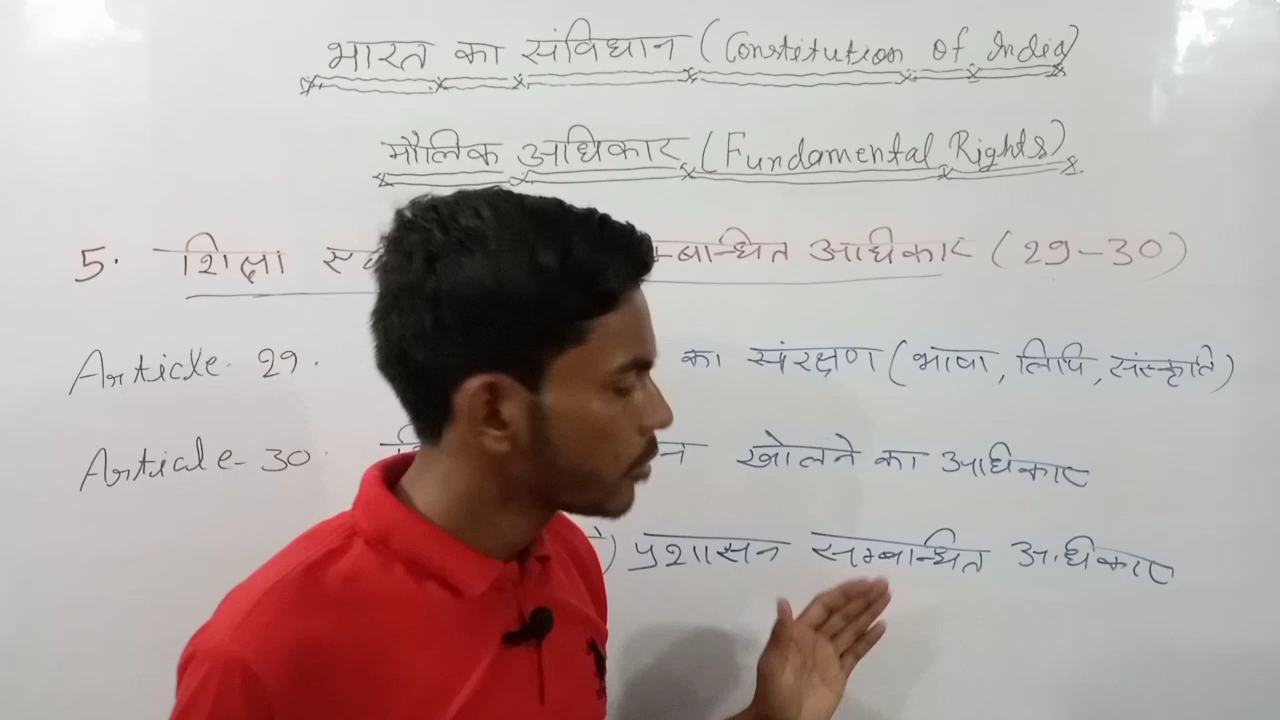 भारत का संविधान (Constitution of India)
मौलिक अधिकार (Fundamental Rights)
5. शिक्षा सम्बन्धित अधिकार (29-30)
Article. 29. का संरक्षण (भाषा, लिपि, संस्कृति)
Article-30. खोलने का अधिकार
प्रशासन सम्बन्धित अधिकार